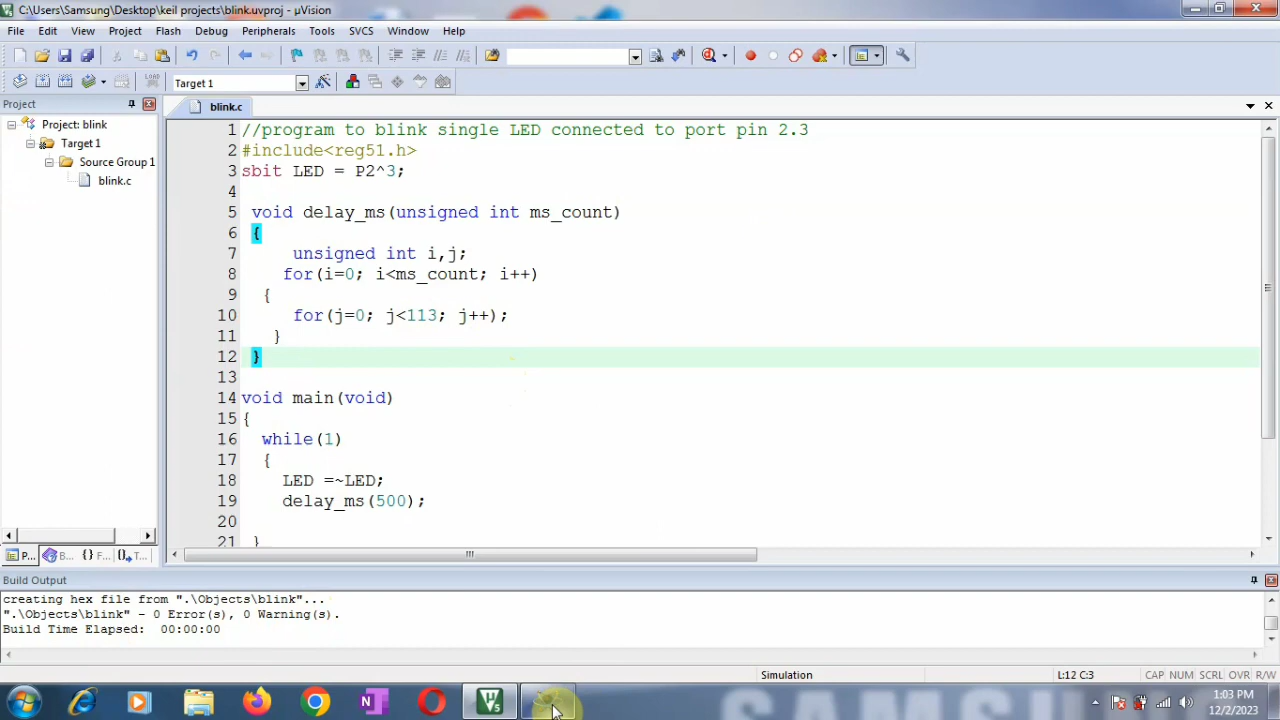 C:\Users\Samsung\Desktop\keil projects\blink.uvproj - µVision
File Edit View Project Flash Debug Peripherals Tools SVCS Window Help
Target 1
Project
blink.c
Project: blink
Target 1
Source Group 1
blink.c
1 //program to blink single LED connected to port pin 2.3
2 #include<reg51.h>
3 sbit LED = P2^3;
4
5 void delay_ms(unsigned int ms_count)
6 {
7 unsigned int i,j;
8 for(i=0; i<ms_count; i++)
9 {
10 for(j=0; j<113; j++);
11 }
12 }
13
14 void main(void)
15 {
16 while(1)
17 {
18 LED =~LED;
19 delay_ms(500);
20
21 }
P... B... {} F... T...
Build Output
creating hex file from ".\Objects\blink"...
".\Objects\blink" - 0 Error(s), 0 Warning(s).
Build Time Elapsed: 00:00:00
Simulation L:12 C:3 CAP NUM SCRL OVR R/W
1:03 PM
12/2/2023